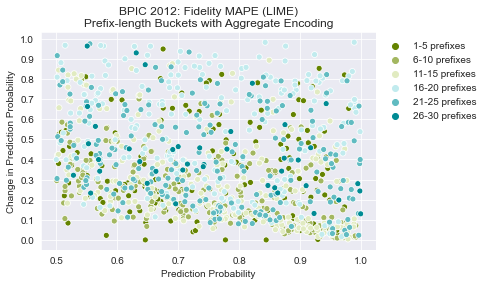 BPIC 2012: Fidelity MAPE (LIME)
Prefix-length Buckets with Aggregate Encoding
Change in Prediction Probability
1.0
0.9
0.8
0.7
0.6
0.5
0.4
0.3
0.2
0.1
0.0
0.5 0.6 0.7 0.8 0.9 1.0
Prediction Probability
1-5 prefixes
6-10 prefixes
11-15 prefixes
16-20 prefixes
21-25 prefixes
26-30 prefixes